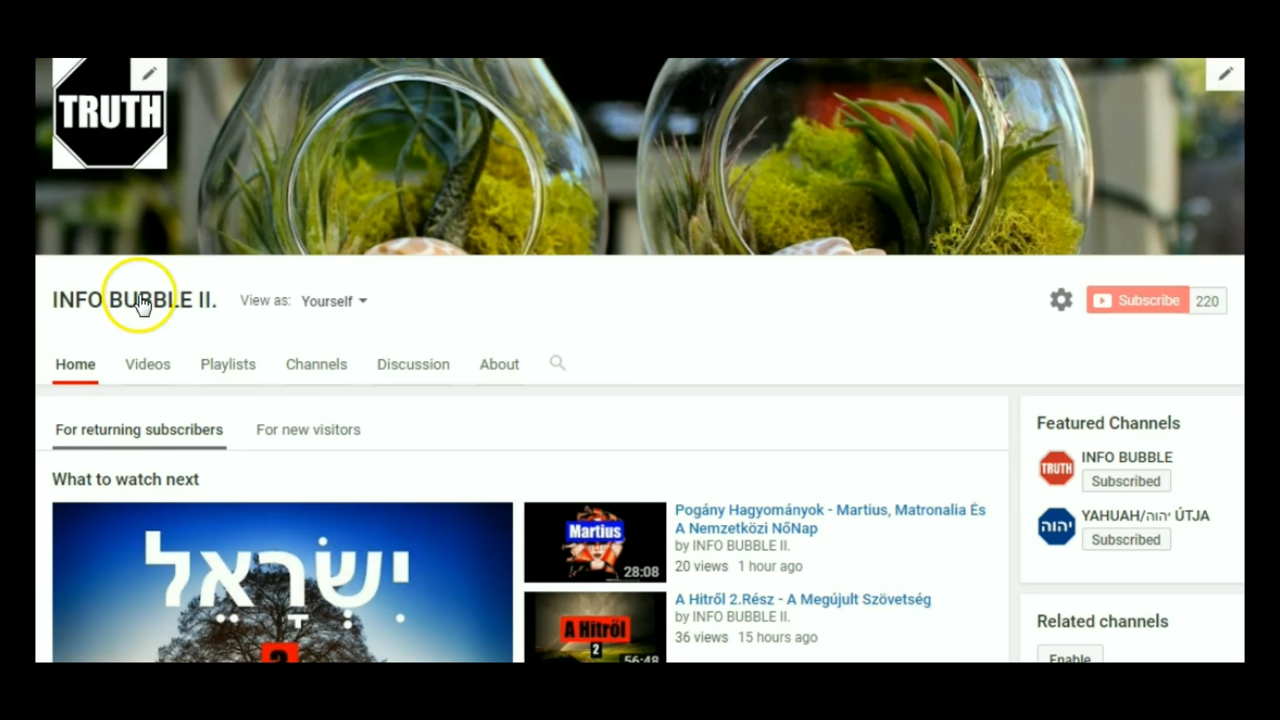 TRUTH
INFO BUBBLE II.
View as: Yourself
Subscribe 220
Home Videos Playlists Channels Discussion About
For returning subscribers For new visitors
What to watch next
יִשְׂרָאֵל
2
Martius
28:08
Pogány Hagyományok - Martius, Matronalia És
A Nemzetközi NőNap
by INFO BUBBLE II.
20 views 1 hour ago
A Hitről
2
56:48
A Hitről 2.Rész - A Megújult Szövetség
by INFO BUBBLE II.
36 views 15 hours ago
Featured Channels
TRUTH
INFO BUBBLE
Subscribed
יהוה
YAHUAH/יהוה ÚTJA
Subscribed
Related channels
Enable